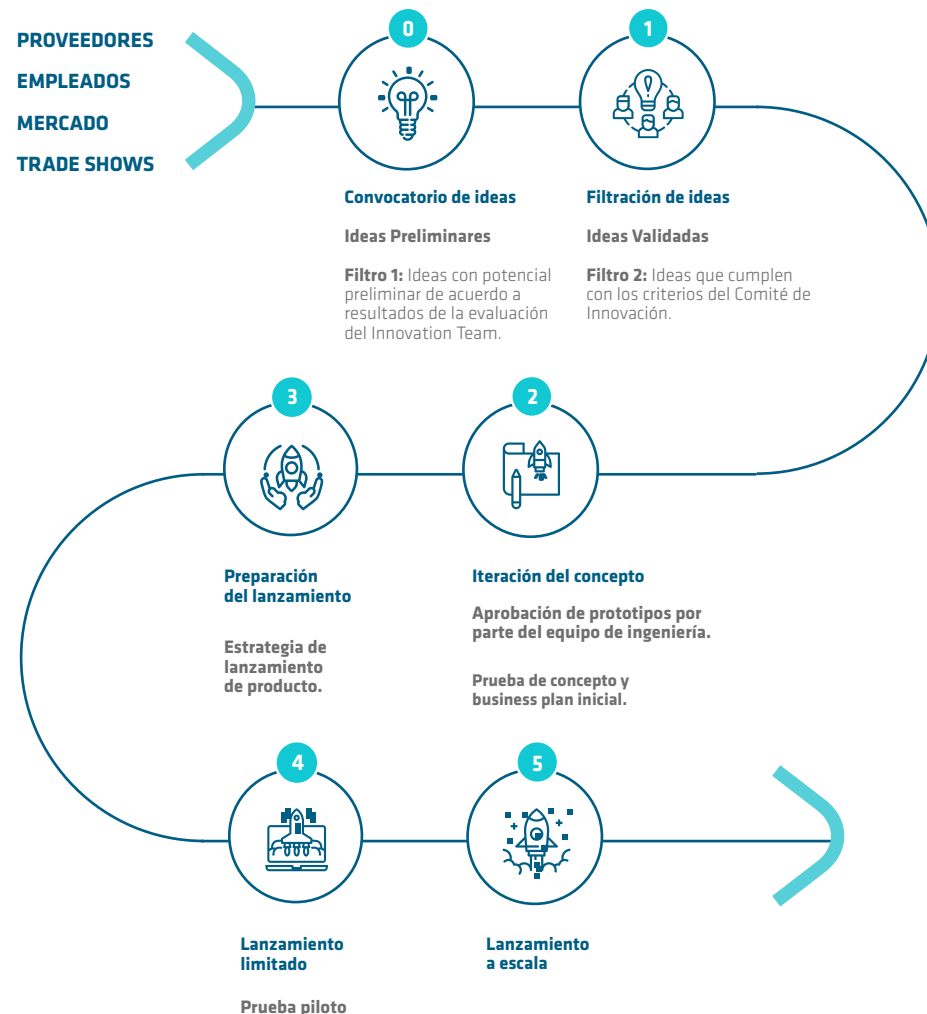 PROVEEDORES
EMPLEADOS
MERCADO
TRADE SHOWS
0
Convocatorio de ideas
Ideas Preliminares
Filtro 1: Ideas con potencial
preliminar de acuerdo a
resultados de la evaluación
del Innovation Team.
1
Filtración de ideas
Ideas Validadas
Filtro 2: Ideas que cumplen
con los criterios del Comité de
Innovación.
2
Iteración del concepto
Aprobación de prototipos por
parte del equipo de ingeniería.
Prueba de concepto y
business plan inicial.
3
Preparación
del lanzamiento
Estrategia de
lanzamiento
de producto.
4
Lanzamiento
limitado
Prueba piloto
5
Lanzamiento
a escala